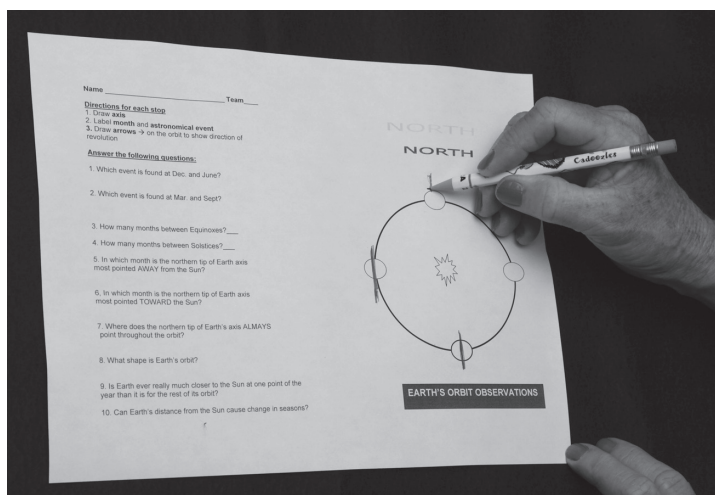 Name ____________________ Team____
Directions for each stop
1. Draw axis
2. Label month and astronomical event
3. Draw arrows → on the orbit to show direction of
revolution
Answer the following questions:
1. Which event is found at Dec. and June?
2. Which event is found at Mar. and Sept?
3. How many months between Equinoxes?___
4. How many months between Solstices?___
5. In which month is the northern tip of Earth axis
most pointed AWAY from the Sun?
6. In which month is the northern tip of Earth axis
most pointed TOWARD the Sun?
7. Where does the northern tip of Earth's axis ALWAYS
point throughout the orbit?
8. What shape is Earth's orbit?
9. Is Earth ever really much closer to the Sun at one point of the
year than it is for the rest of its orbit?
10. Can Earth's distance from the Sun cause change in seasons?
NORTH
NORTH
Cadoozles
EARTH'S ORBIT OBSERVATIONS